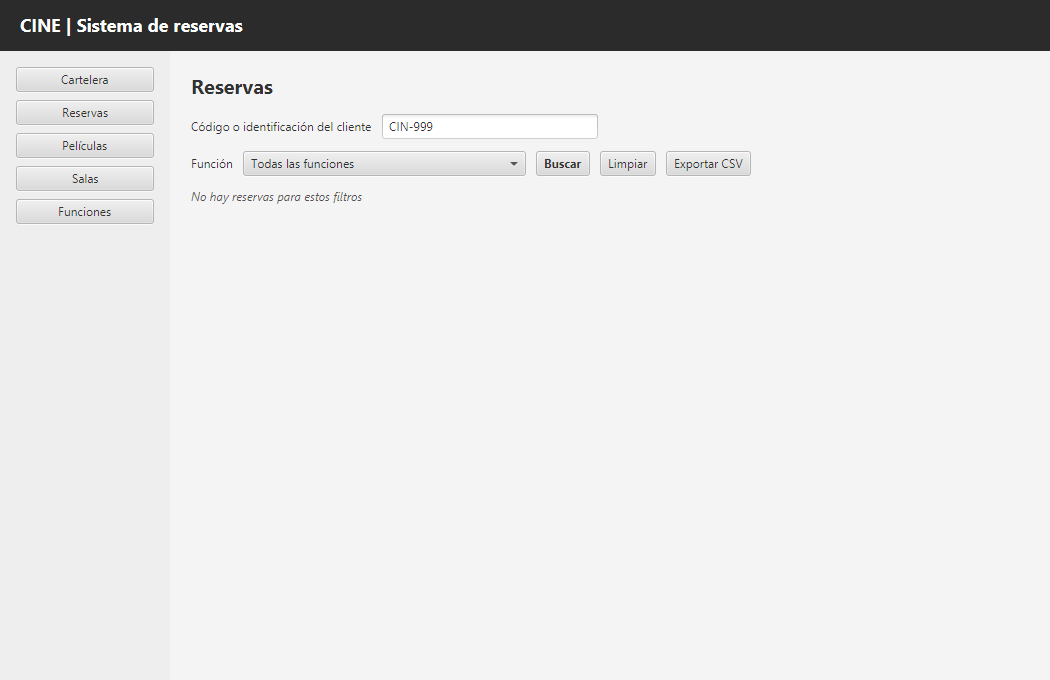 CINE | Sistema de reservas
Cartelera
Reservas
Películas
Salas
Funciones
Reservas
Código o identificación del cliente CIN-999
Función Todas las funciones Buscar Limpiar Exportar CSV
No hay reservas para estos filtros